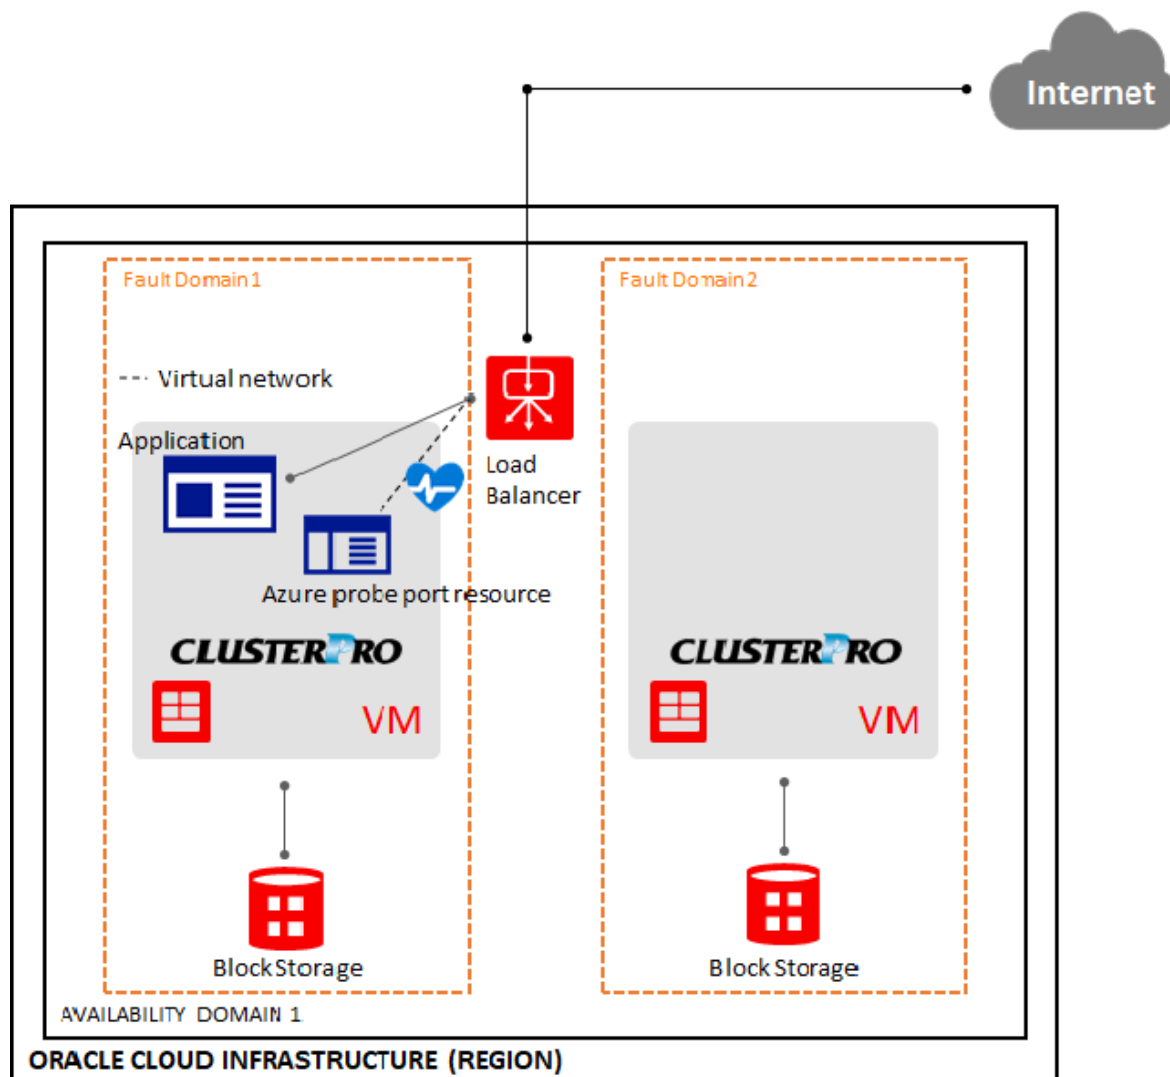 Internet
Fault Domain 1
Fault Domain 2
--- Virtual network
Application
Load
Balancer
Azure probe port resource
CLUSTERPRO
CLUSTERPRO
VM
VM
Block Storage
Block Storage
AVAILABILITY DOMAIN 1
ORACLE CLOUD INFRASTRUCTURE (REGION)